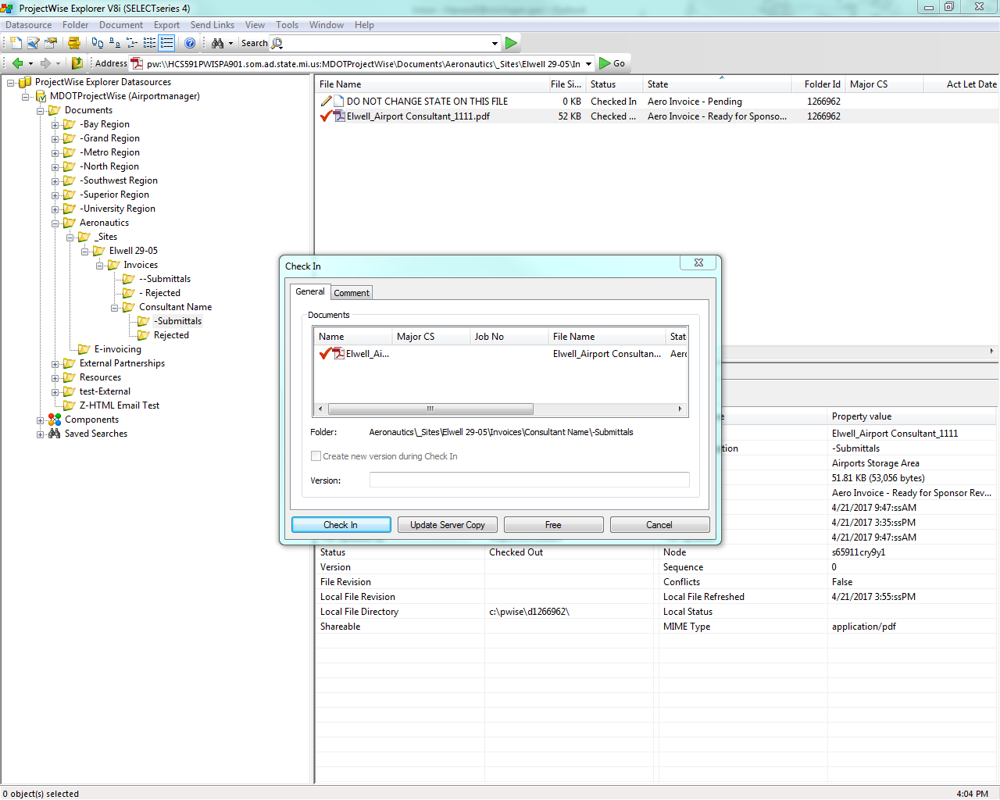 ProjectWise Explorer V8i (SELECTseries 4)
Datasource Folder Document Export Send Links View Tools Window Help
Search
Address pw:\\HCS591PWISPA901.som.ad.state.mi.us:MDOTProjectWise\Documents\Aeronautics\_Sites\Elwell 29-05\In Go
ProjectWise Explorer Datasources
MDOTProjectWise (Airportmanager)
Documents
-Bay Region
-Grand Region
-Metro Region
-North Region
-Southwest Region
-Superior Region
-University Region
Aeronautics
_Sites
Elwell 29-05
Invoices
--Submittals
- Rejected
Consultant Name
-Submittals
Rejected
E-invoicing
External Partnerships
Resources
test-External
Z-HTML Email Test
Components
Saved Searches
File Name File Si... Status State Folder Id Major CS Act Let Date
DO NOT CHANGE STATE ON THIS FILE 0 KB Checked In Aero Invoice - Pending 1266962
Elwell_Airport Consultant_1111.pdf 52 KB Checked ... Aero Invoice - Ready for Sponso... 1266962
Check In
General Comment
Documents
Name Major CS Job No File Name Stat
Elwell_Ai... Elwell_Airport Consultan... Aero
Folder: Aeronautics\_Sites\Elwell 29-05\Invoices\Consultant Name\-Submittals
Create new version during Check In
Version:
Check In Update Server Copy Free Cancel
Property value
Elwell_Airport Consultant_1111
tion -Submittals
Airports Storage Area
51.81 KB (53,056 bytes)
Aero Invoice - Ready for Sponsor Rev...
4/21/2017 9:47:ssAM
4/21/2017 3:35:ssPM
4/21/2017 9:47:ssAM
Status Checked Out Node s65911cry9y1
Version Sequence 0
File Revision Conflicts False
Local File Revision Local File Refreshed 4/21/2017 3:55:ssPM
Local File Directory c:\pwise\d1266962\ Local Status
Shareable MIME Type application/pdf
0 object(s) selected 4:04 PM